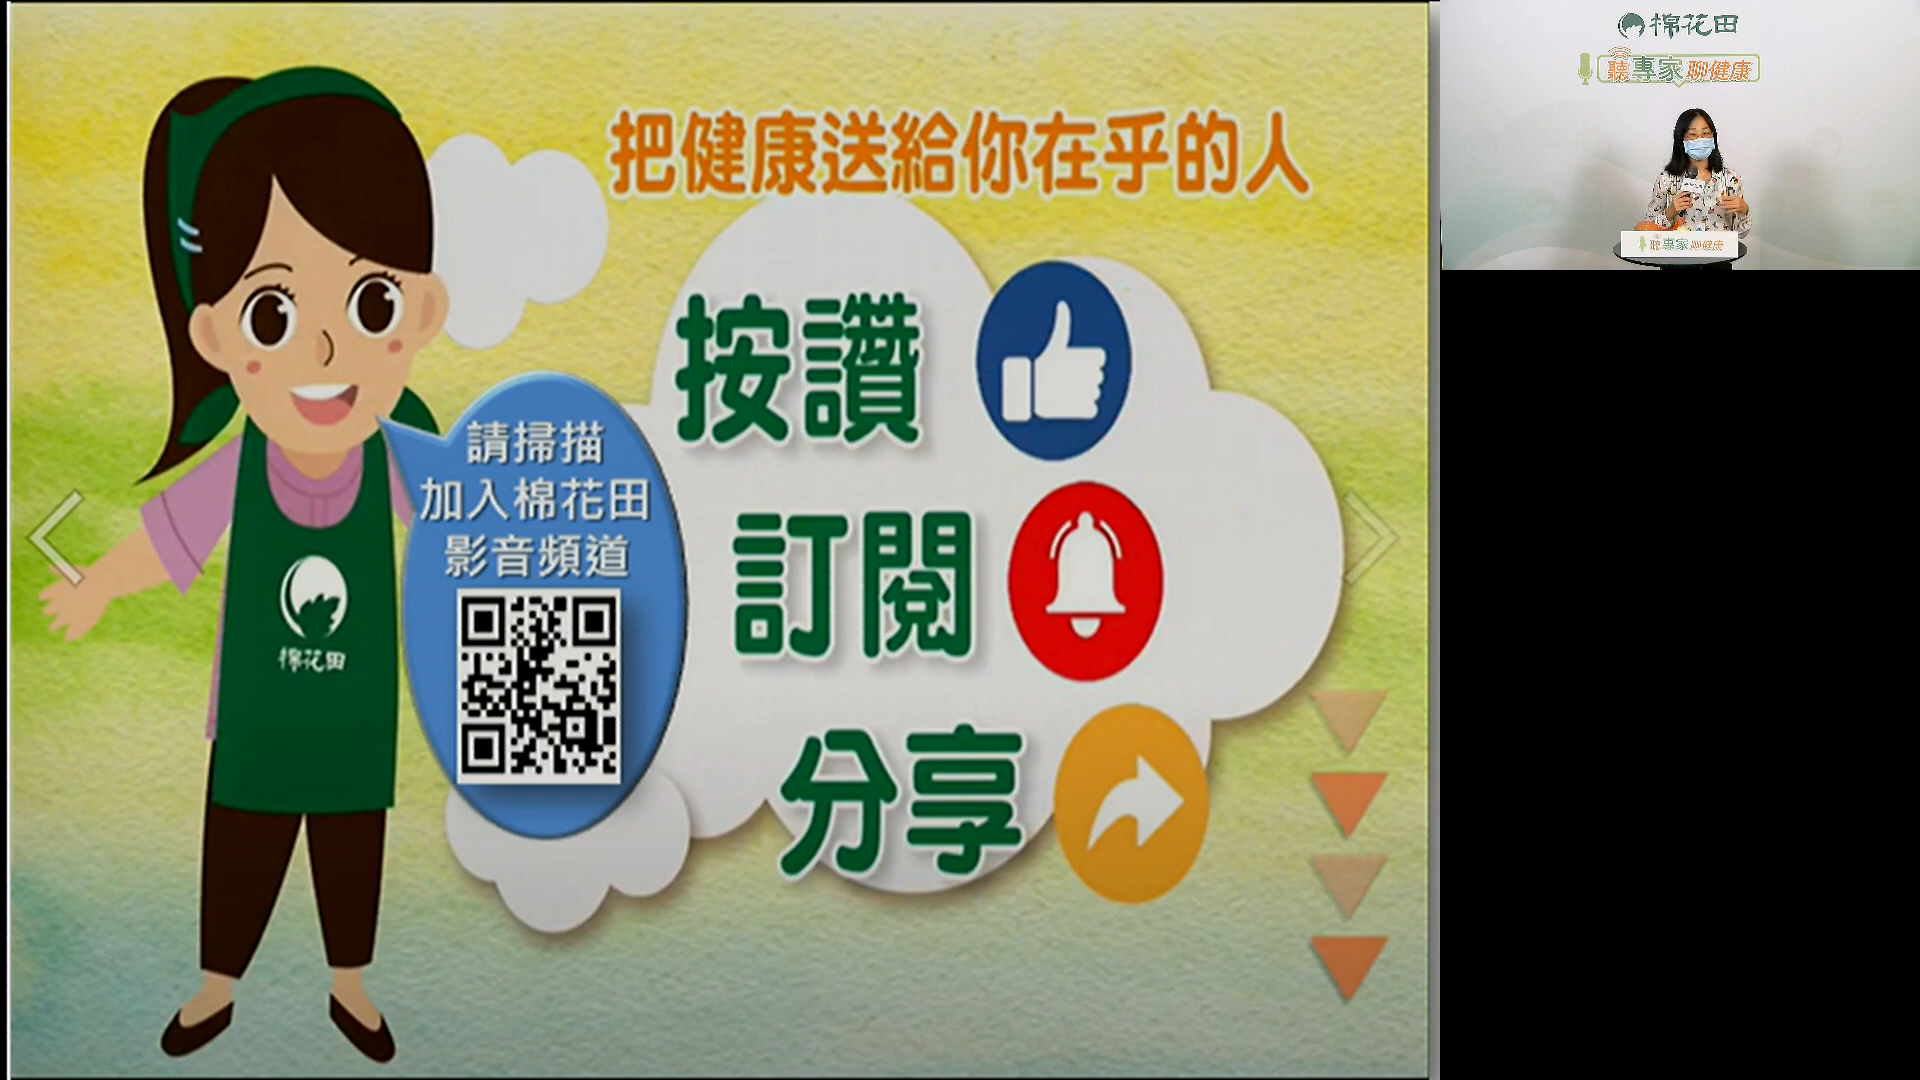 把健康送給你在乎的人
按讚
訂閱
分享
請掃描
加入棉花田
影音頻道
棉花田
棉花田
聽專家聊健康
聽專家聊健康